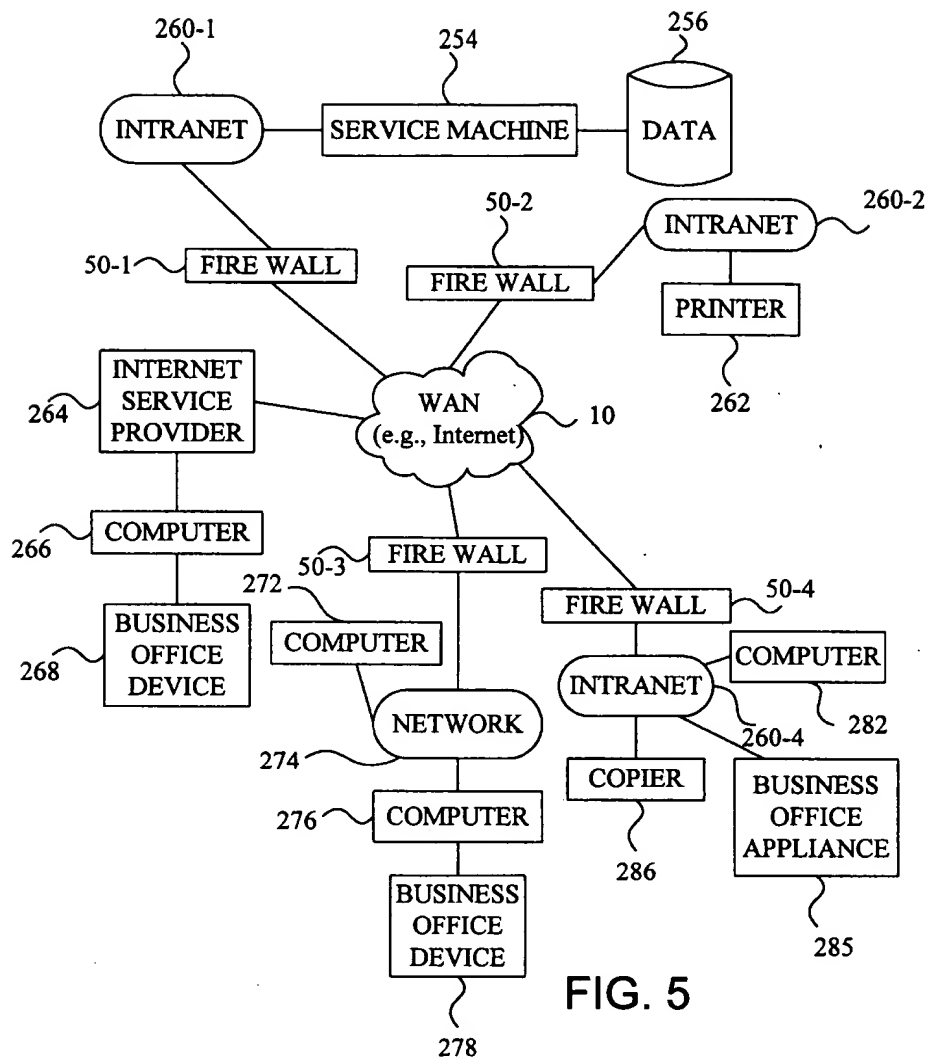 260-1
254
256
INTRANET
SERVICE MACHINE
DATA
50-2
260-2
INTRANET
50-1
FIRE WALL
FIRE WALL
PRINTER
262
INTERNET
SERVICE
PROVIDER
264
WAN
(e.g., Internet)
10
COMPUTER
266
FIRE WALL
50-3
272
50-4
FIRE WALL
BUSINESS
OFFICE
DEVICE
268
COMPUTER
COMPUTER
282
INTRANET
260-4
NETWORK
274
COPIER
286
BUSINESS
OFFICE
APPLIANCE
285
276
COMPUTER
BUSINESS
OFFICE
DEVICE
278
FIG. 5